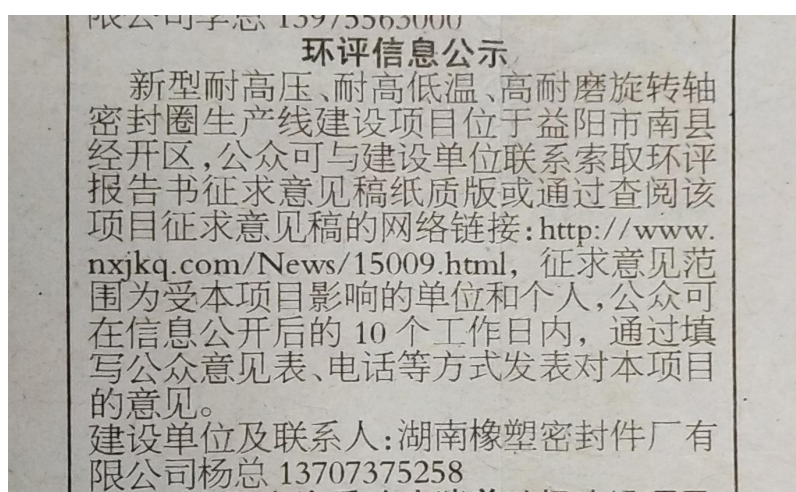 限公司李总 13975563000
环评信息公示
新型耐高压、耐高低温、高耐磨旋转轴
密封圈生产线建设项目位于益阳市南县
经开区,公众可与建设单位联系索取环评
报告书征求意见稿纸质版或通过查阅该
项目征求意见稿的网络链接:http://www.
nxjkq.com/News/15009.html, 征求意见范
围为受本项目影响的单位和个人,公众可
在信息公开后的 10 个工作日内, 通过填
写公众意见表、电话等方式发表对本项目
的意见。
建设单位及联系人:湖南橡塑密封件厂有
限公司杨总 13707375258